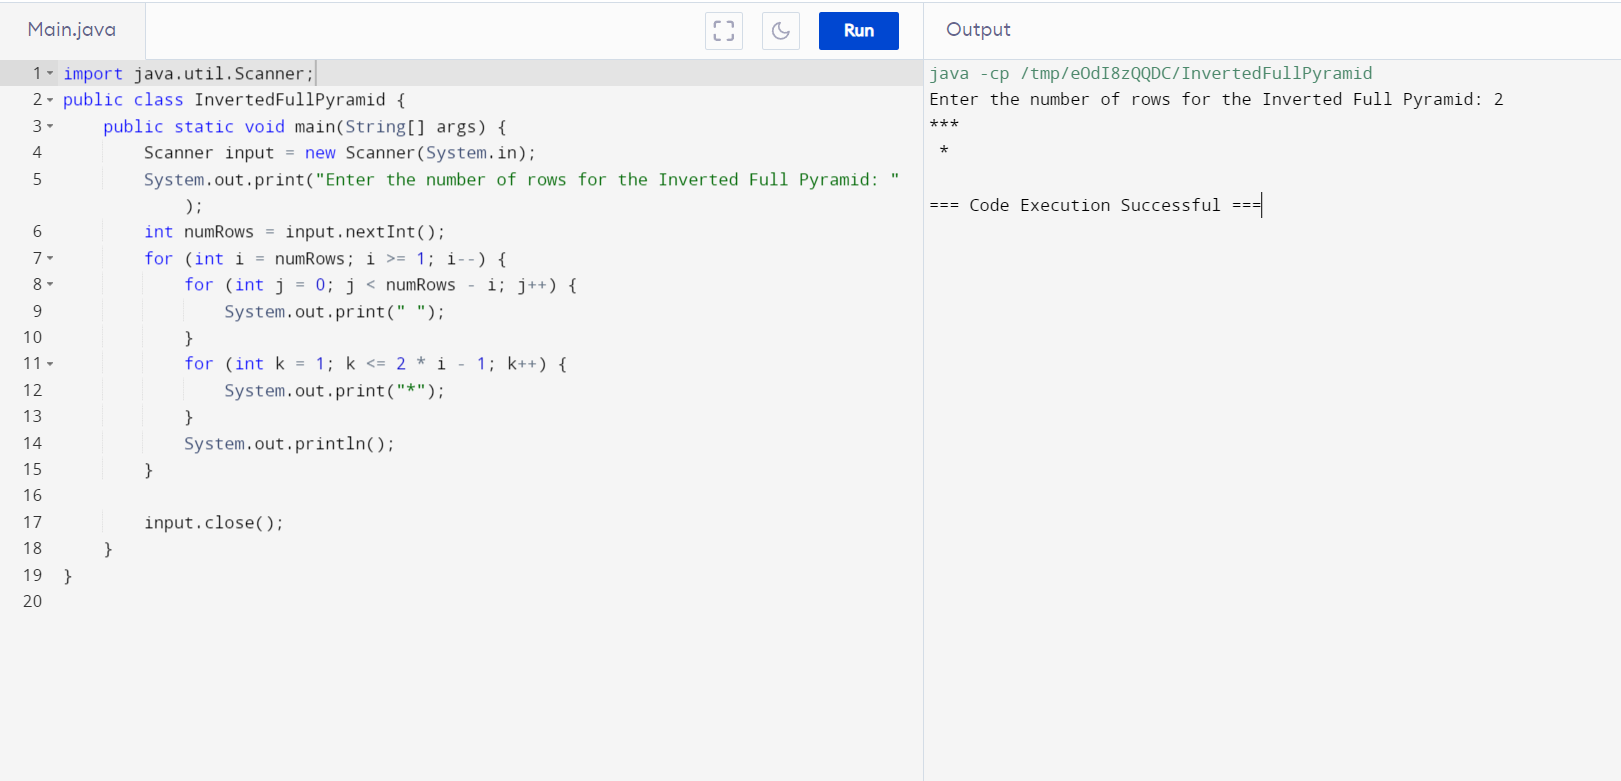 Main.java
Run
Output
1 import java.util.Scanner;
2 public class InvertedFullPyramid {
3     public static void main(String[] args) {
4         Scanner input = new Scanner(System.in);
5         System.out.print("Enter the number of rows for the Inverted Full Pyramid: "
            );
6         int numRows = input.nextInt();
7         for (int i = numRows; i >= 1; i--) {
8             for (int j = 0; j < numRows - i; j++) {
9                 System.out.print(" ");
10             }
11             for (int k = 1; k <= 2 * i - 1; k++) {
12                 System.out.print("*");
13             }
14             System.out.println();
15         }
16
17         input.close();
18     }
19 }
20
java -cp /tmp/eOdI8zQQDC/InvertedFullPyramid
Enter the number of rows for the Inverted Full Pyramid: 2
***
 *
=== Code Execution Successful ===